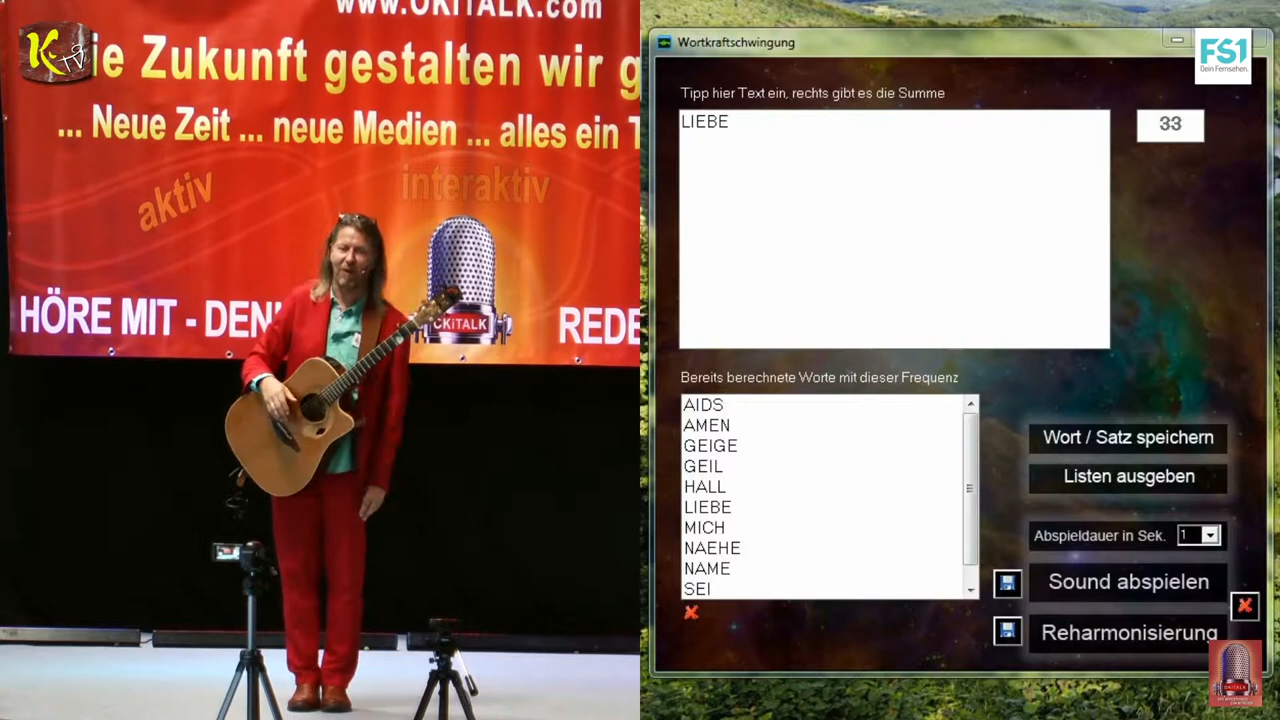 www.OKiTALK.com
ie Zukunft gestalten wir g
... Neue Zeit ... neue Medien ... alles ein T
aktiv
interaktiv
HÖRE MIT - DEN
OKiTALK
REDE
K TV
Wortkraftschwingung
FS1
Dein Fernsehen.
Tipp hier Text ein, rechts gibt es die Summe
LIEBE
33
Bereits berechnete Worte mit dieser Frequenz
AIDS
AMEN
GEIGE
GEIL
HALL
LIEBE
MICH
NAEHE
NAME
SEI
Wort / Satz speichern
Listen ausgeben
Abspieldauer in Sek. 1
Sound abspielen
Reharmonisierung
OKiTALK